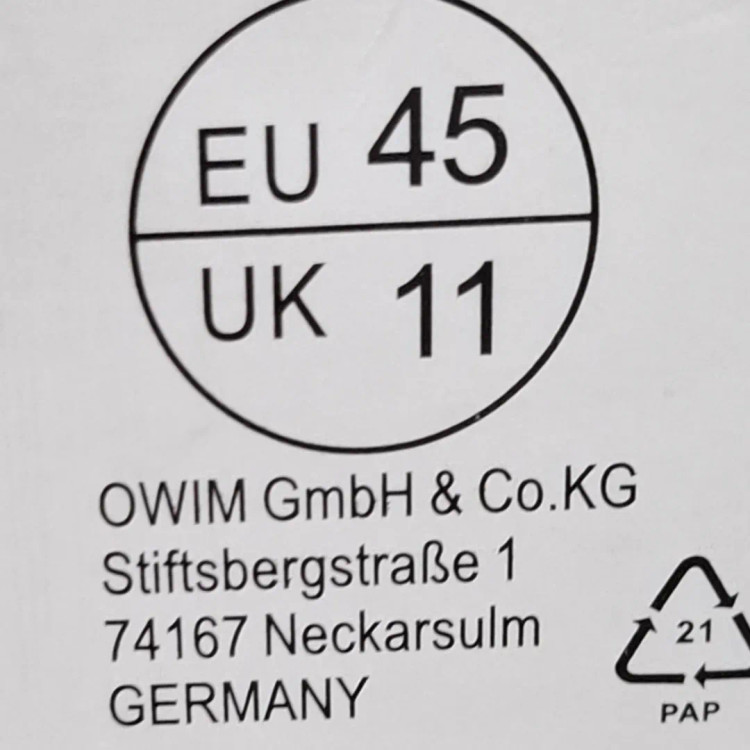 EU 45
UK 11
OWIM GmbH & Co.KG
Stiftsbergstraße 1
74167 Neckarsulm
GERMANY
21
PAP